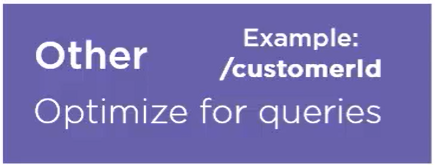 Other
Example:
/customerId
Optimize for queries